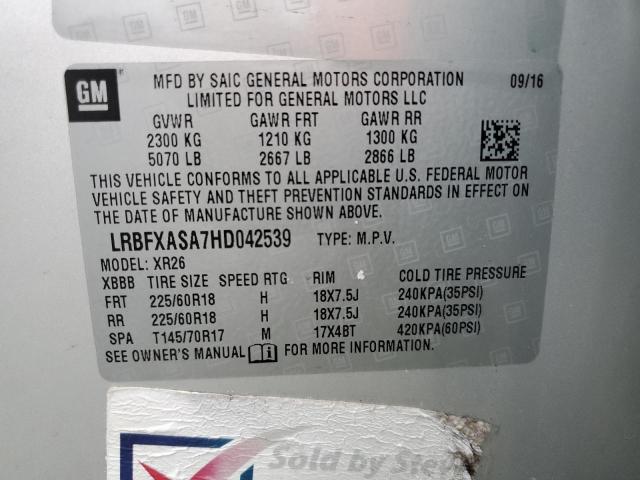 GM
MFD BY SAIC GENERAL MOTORS CORPORATION 09/16
LIMITED FOR GENERAL MOTORS LLC
GVWR GAWR FRT GAWR RR
2300 KG 1210 KG 1300 KG
5070 LB 2667 LB 2866 LB
THIS VEHICLE CONFORMS TO ALL APPLICABLE U.S. FEDERAL MOTOR
VEHICLE SAFETY AND THEFT PREVENTION STANDARDS IN EFFECT ON
THE DATE OF MANUFACTURE SHOWN ABOVE.
LRBFXASA7HD042539 TYPE: M.P.V.
MODEL: XR26
XBBB TIRE SIZE SPEED RTG RIM COLD TIRE PRESSURE
FRT 225/60R18 H 18X7.5J 240KPA(35PSI)
RR 225/60R18 H 18X7.5J 240KPA(35PSI)
SPA T145/70R17 M 17X4BT 420KPA(60PSI)
SEE OWNER'S MANUAL FOR MORE INFORMATION.
Sold by